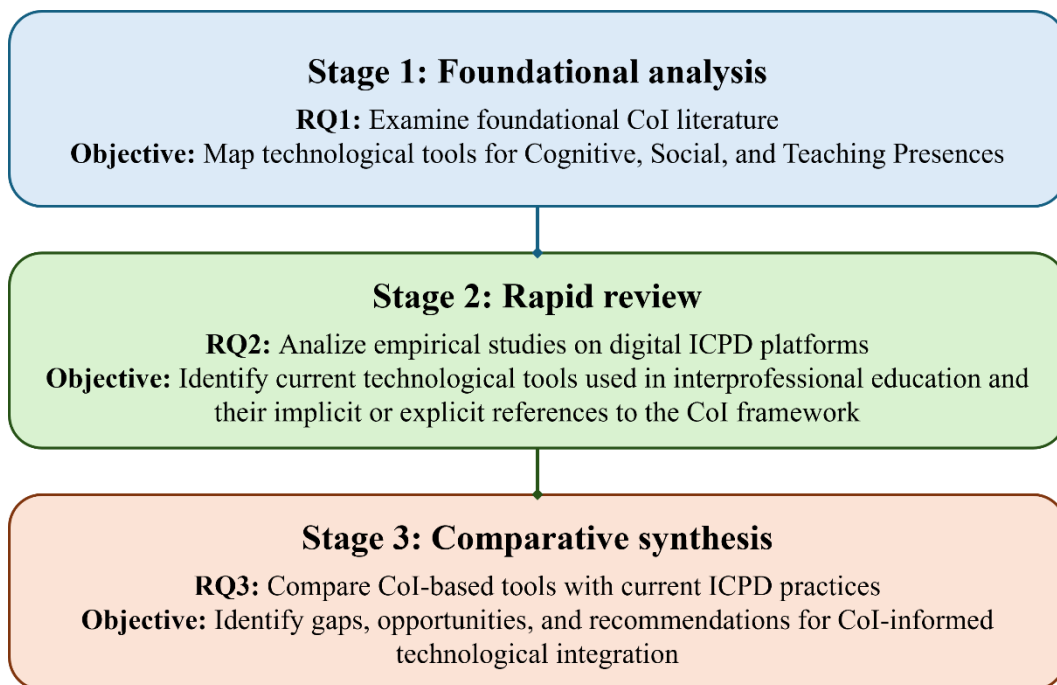 Stage 1: Foundational analysis
RQ1: Examine foundational CoI literature
Objective: Map technological tools for Cognitive, Social, and Teaching Presences
Stage 2: Rapid review
RQ2: Analize empirical studies on digital ICPD platforms
Objective: Identify current technological tools used in interprofessional education and
their implicit or explicit references to the CoI framework
Stage 3: Comparative synthesis
RQ3: Compare CoI-based tools with current ICPD practices
Objective: Identify gaps, opportunities, and recommendations for CoI-informed
technological integration